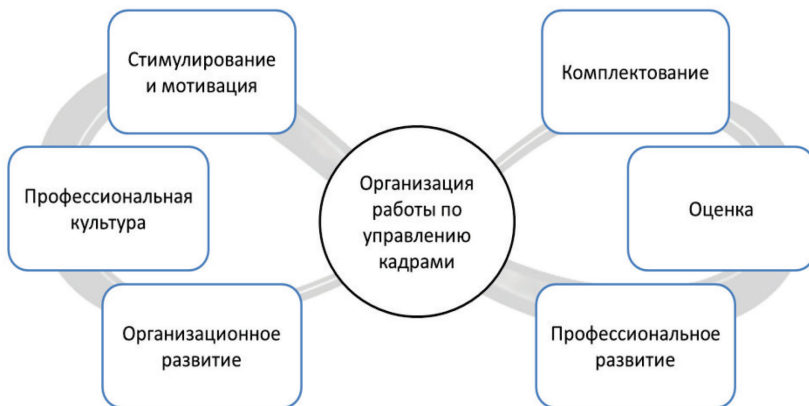 Стимулирование
и мотивация
Комплектование
Профессиональная
культура
Организация
работы по
управлению
кадрами
Оценка
Организационное
развитие
Профессиональное
развитие